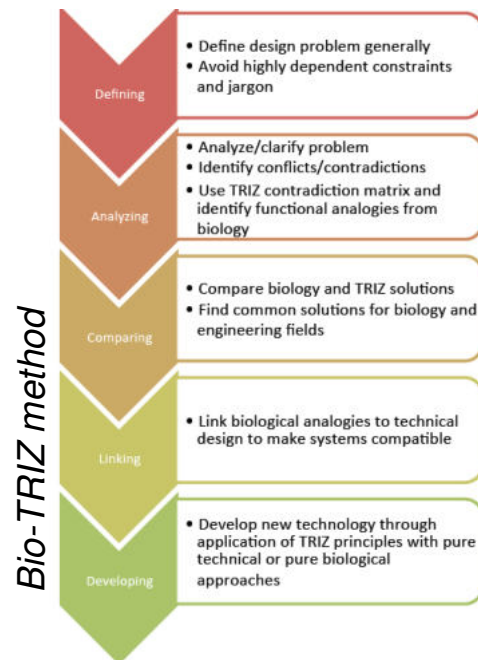 Bio-TRIZ method
Defining
• Define design problem generally
• Avoid highly dependent constraints
and jargon
Analyzing
• Analyze/clarify problem
• Identify conflicts/contradictions
• Use TRIZ contradiction matrix and
identify functional analogies from
biology
Comparing
• Compare biology and TRIZ solutions
• Find common solutions for biology and
engineering fields
Linking
• Link biological analogies to technical
design to make systems compatible
Developing
• Develop new technology through
application of TRIZ principles with pure
technical or pure biological
approaches